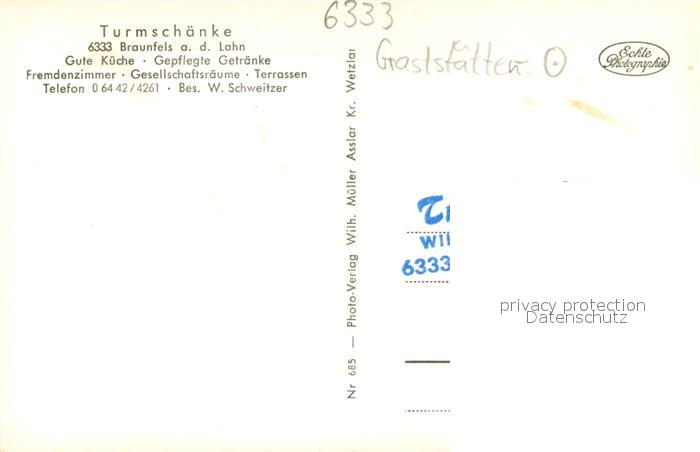 Turmschänke
6333 Braunfels a. d. Lahn
Gute Küche · Gepflegte Getränke
Fremdenzimmer · Gesellschaftsräume · Terrassen
Telefon 0 64 42 / 4261 · Bes. W. Schweitzer
Nr 685 — Photo-Verlag Wilh. Müller Asslar Kr. Wetzlar
6333
Gaststätten
Echte
Photographie
6333
privacy protection
Datenschutz